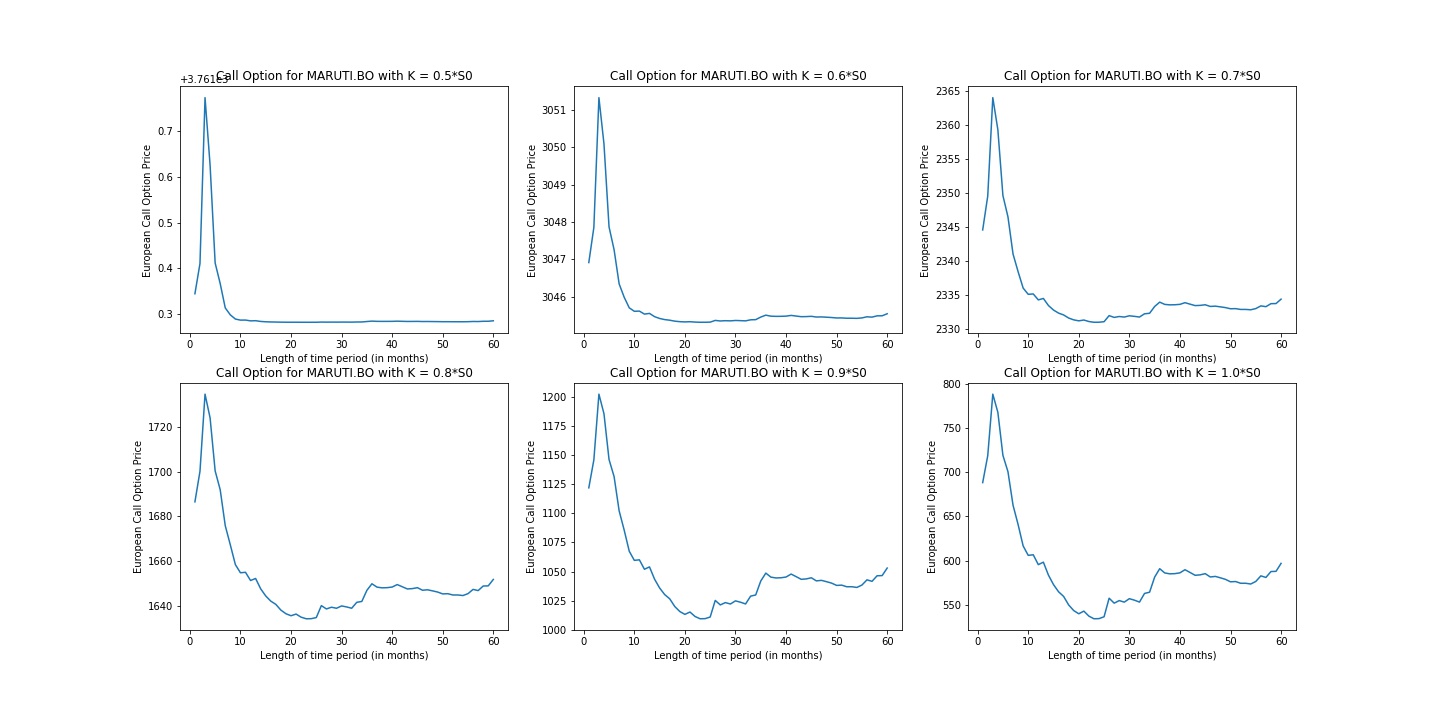 +3.761e3
Call Option for MARUTI.BO with K = 0.5*S0
European Call Option Price
0.7
0.6
0.5
0.4
0.3
0 10 20 30 40 50 60
Length of time period (in months)
Call Option for MARUTI.BO with K = 0.6*S0
European Call Option Price
3051
3050
3049
3048
3047
3046
0 10 20 30 40 50 60
Length of time period (in months)
Call Option for MARUTI.BO with K = 0.7*S0
European Call Option Price
2365
2360
2355
2350
2345
2340
2335
2330
0 10 20 30 40 50 60
Length of time period (in months)
Call Option for MARUTI.BO with K = 0.8*S0
European Call Option Price
1720
1700
1680
1660
1640
0 10 20 30 40 50 60
Length of time period (in months)
Call Option for MARUTI.BO with K = 0.9*S0
European Call Option Price
1200
1175
1150
1125
1100
1075
1050
1025
1000
0 10 20 30 40 50 60
Length of time period (in months)
Call Option for MARUTI.BO with K = 1.0*S0
European Call Option Price
800
750
700
650
600
550
0 10 20 30 40 50 60
Length of time period (in months)